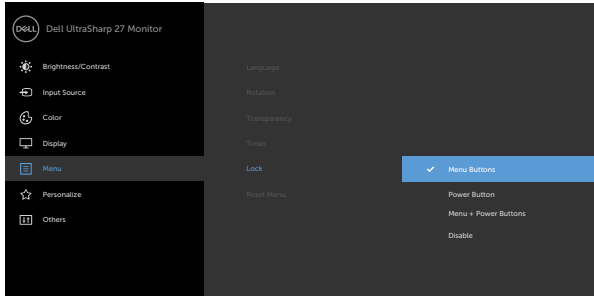 DELL Dell UltraSharp 27 Monitor
Brightness/Contrast
Input Source
Color
Display
Menu
Personalize
Others
Language
Rotation
Transparency
Timer
Lock
Reset Menu
Menu Buttons
Power Button
Menu + Power Buttons
Disable